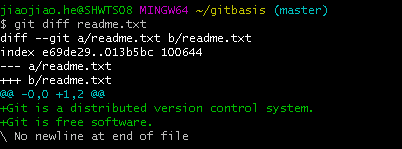 jiaojiao.he@SHWTS08 MINGW64 ~/gitbasis (master)
$ git diff readme.txt
diff --git a/readme.txt b/readme.txt
index e69de29..013b5bc 100644
--- a/readme.txt
+++ b/readme.txt
@@ -0,0 +1,2 @@
+Git is a distributed version control system.
+Git is free software.
\ No newline at end of file